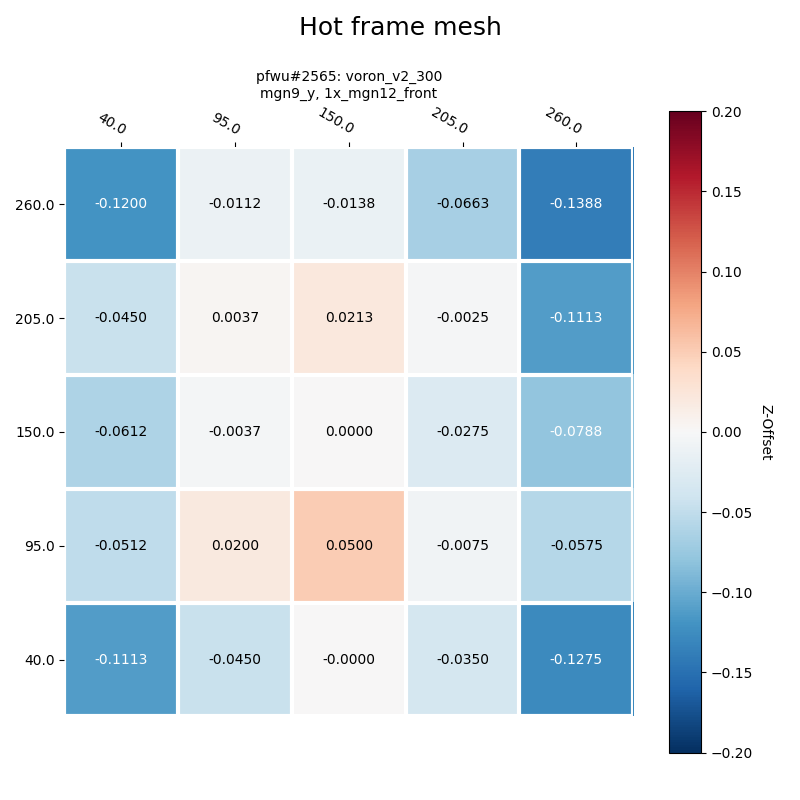 Hot frame mesh
pfwu#2565: voron_v2_300
mgn9_y, 1x_mgn12_front
40.0 95.0 150.0 205.0 260.0
260.0 -0.1200 -0.0112 -0.0138 -0.0663 -0.1388
205.0 -0.0450 0.0037 0.0213 -0.0025 -0.1113
150.0 -0.0612 -0.0037 0.0000 -0.0275 -0.0788
95.0 -0.0512 0.0200 0.0500 -0.0075 -0.0575
40.0 -0.1113 -0.0450 -0.0000 -0.0350 -0.1275
0.20
0.15
0.10
0.05
0.00
−0.05
−0.10
−0.15
−0.20
Z-Offset